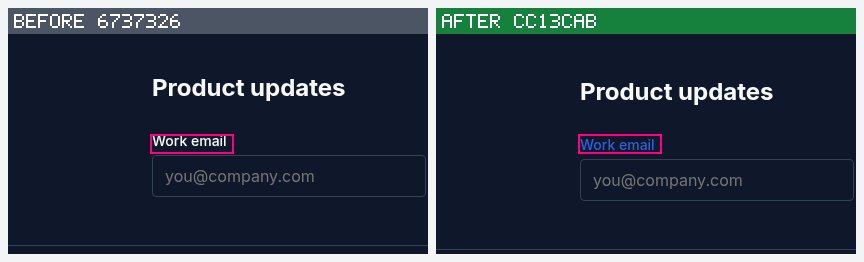 BEFORE 6737326
Product updates
Work email
you@company.com
AFTER CC13CAB
Product updates
Work email
you@company.com